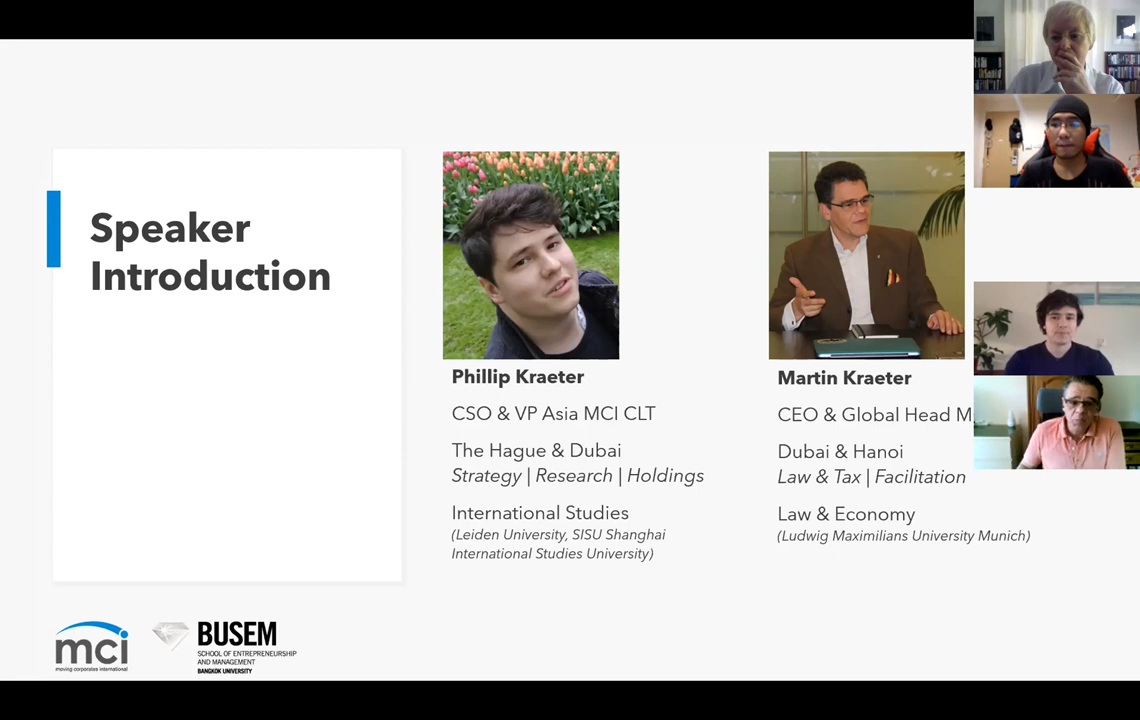 Speaker
Introduction
Phillip Kraeter
CSO & VP Asia MCI CLT
The Hague & Dubai
Strategy | Research | Holdings
International Studies
(Leiden University, SISU Shanghai
International Studies University)
Martin Kraeter
CEO & Global Head M
Dubai & Hanoi
Law & Tax | Facilitation
Law & Economy
(Ludwig Maximilians University Munich)
mci
moving corporates international
BUSEM
SCHOOL OF ENTREPRENEURSHIP
AND MANAGEMENT
BANGKOK UNIVERSITY